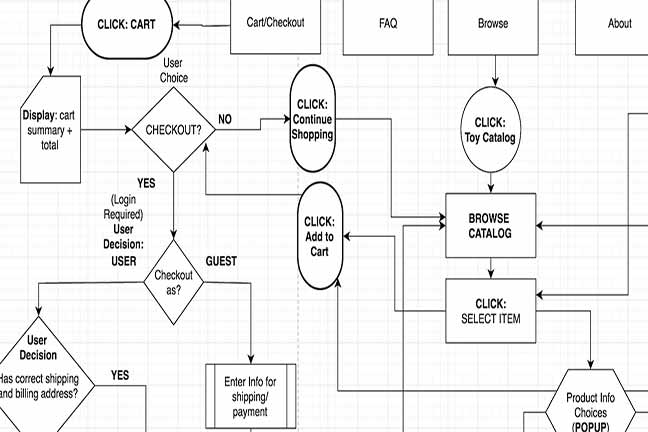 CLICK: CART
Cart/Checkout
FAQ
Browse
About
User
Choice
Display: cart
summary +
total
CHECKOUT?
NO
CLICK:
Continue
Shopping
CLICK:
Toy Catalog
YES
(Login
Required)
User
Decision:
USER
GUEST
Checkout
as?
CLICK:
Add to
Cart
BROWSE
CATALOG
CLICK:
SELECT ITEM
User
Decision
Has correct shipping
and billing address?
YES
Enter Info for
shipping/
payment
Product Info
Choices
(POPUP)